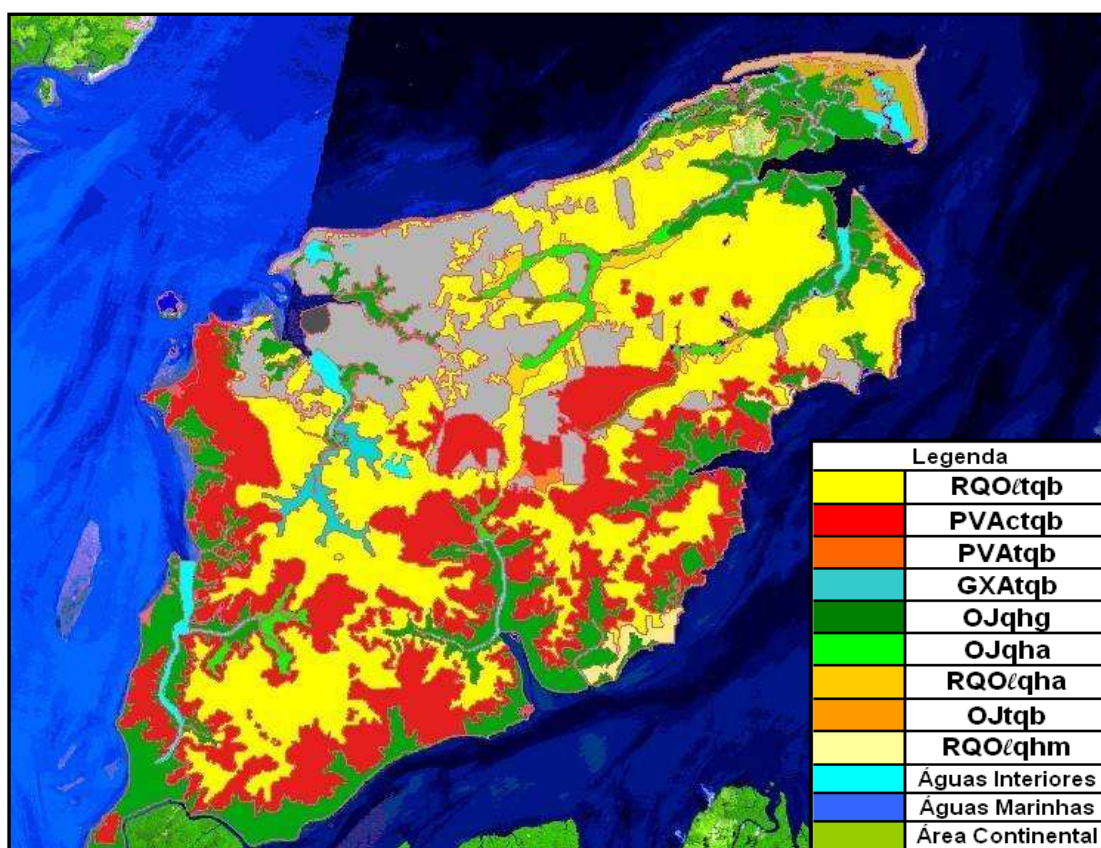 Legenda
RQOℓtqb
PVActqb
PVAtqb
GXAtqb
OJqhg
OJqha
RQOℓqha
OJtqb
RQOℓqhm
Águas Interiores
Águas Marinhas
Área Continental